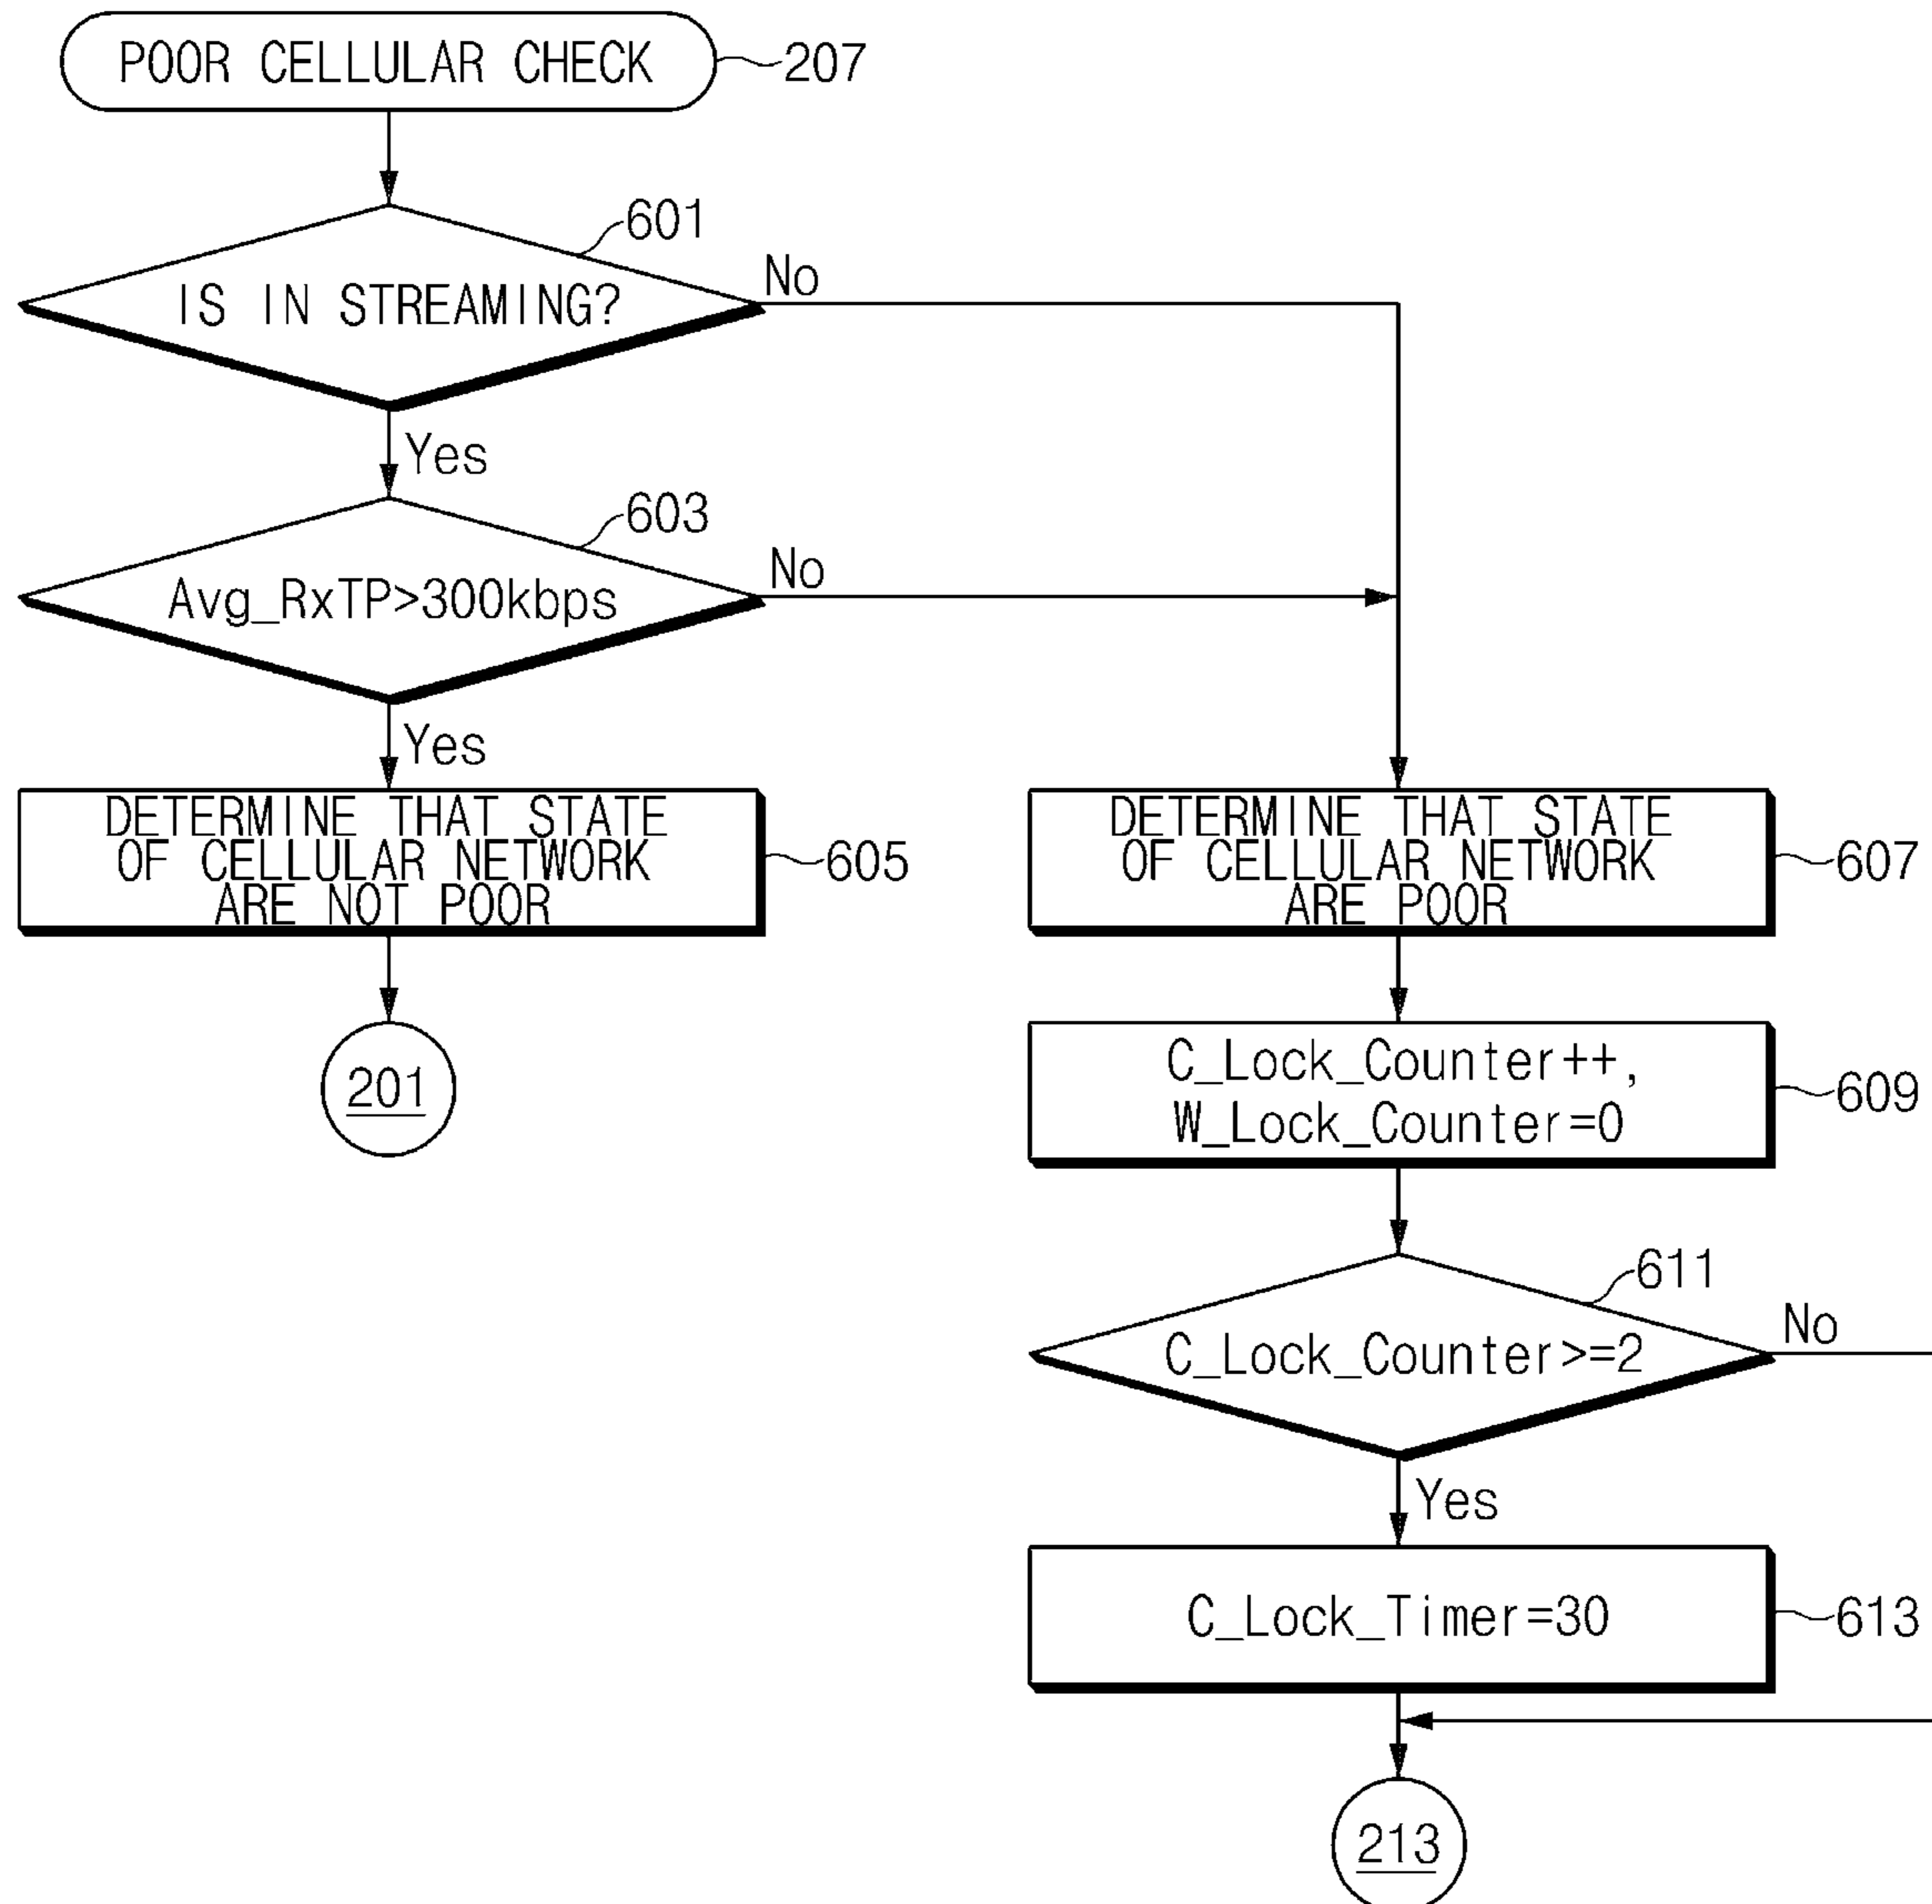 POOR CELLULAR CHECK
207
601
IS IN STREAMING?
No
Yes
603
Avg_RxTP>300kbps
No
Yes
DETERMINE THAT STATE
OF CELLULAR NETWORK
ARE NOT POOR
605
201
DETERMINE THAT STATE
OF CELLULAR NETWORK
ARE POOR
607
C_Lock_Counter++,
W_Lock_Counter=0
609
611
C_Lock_Counter>=2
No
Yes
C_Lock_Timer=30
613
213